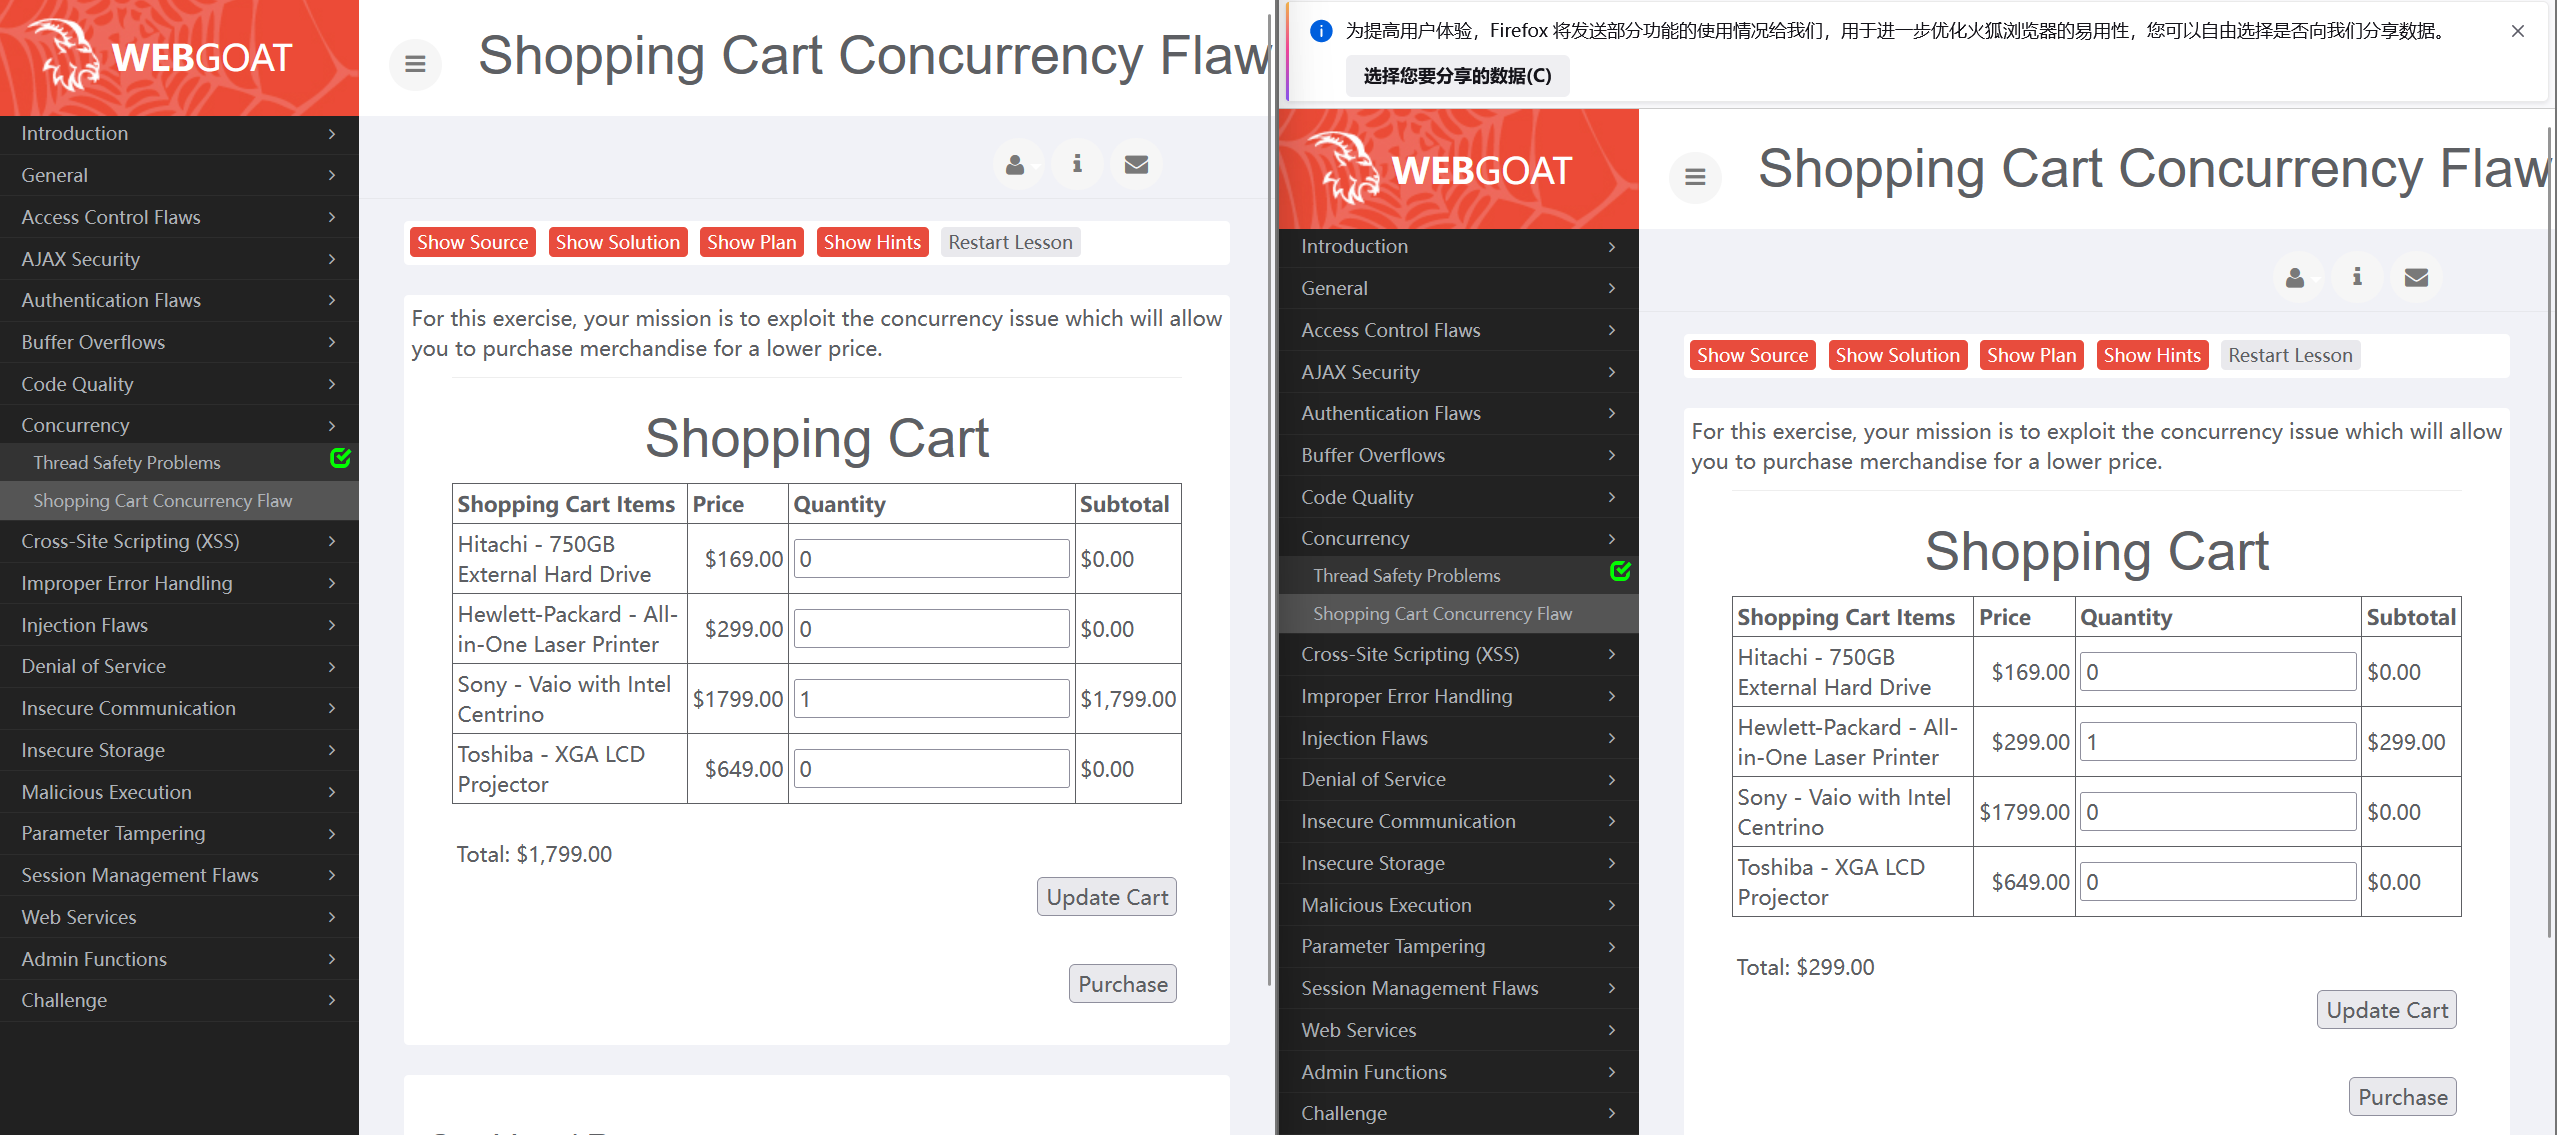 WEBGOAT
Introduction
General
Access Control Flaws
AJAX Security
Authentication Flaws
Buffer Overflows
Code Quality
Concurrency
Thread Safety Problems
Shopping Cart Concurrency Flaw
Cross-Site Scripting (XSS)
Improper Error Handling
Injection Flaws
Denial of Service
Insecure Communication
Insecure Storage
Malicious Execution
Parameter Tampering
Session Management Flaws
Web Services
Admin Functions
Challenge
Shopping Cart Concurrency Flaw
Show Source Show Solution Show Plan Show Hints Restart Lesson
For this exercise, your mission is to exploit the concurrency issue which will allow
you to purchase merchandise for a lower price.
Shopping Cart
Shopping Cart Items Price Quantity Subtotal
Hitachi - 750GB
External Hard Drive $169.00 0 $0.00
Hewlett-Packard - All-
in-One Laser Printer $299.00 0 $0.00
Sony - Vaio with Intel
Centrino $1799.00 1 $1,799.00
Toshiba - XGA LCD
Projector $649.00 0 $0.00
Total: $1,799.00
Update Cart
Purchase
为提高用户体验，Firefox 将发送部分功能的使用情况给我们，用于进一步优化火狐浏览器的易用性，您可以自由选择是否向我们分享数据。
选择您要分享的数据(C)
WEBGOAT
Introduction
General
Access Control Flaws
AJAX Security
Authentication Flaws
Buffer Overflows
Code Quality
Concurrency
Thread Safety Problems
Shopping Cart Concurrency Flaw
Cross-Site Scripting (XSS)
Improper Error Handling
Injection Flaws
Denial of Service
Insecure Communication
Insecure Storage
Malicious Execution
Parameter Tampering
Session Management Flaws
Web Services
Admin Functions
Challenge
Shopping Cart Concurrency Flaw
Show Source Show Solution Show Plan Show Hints Restart Lesson
For this exercise, your mission is to exploit the concurrency issue which will allow
you to purchase merchandise for a lower price.
Shopping Cart
Shopping Cart Items Price Quantity Subtotal
Hitachi - 750GB
External Hard Drive $169.00 0 $0.00
Hewlett-Packard - All-
in-One Laser Printer $299.00 1 $299.00
Sony - Vaio with Intel
Centrino $1799.00 0 $0.00
Toshiba - XGA LCD
Projector $649.00 0 $0.00
Total: $299.00
Update Cart
Purchase